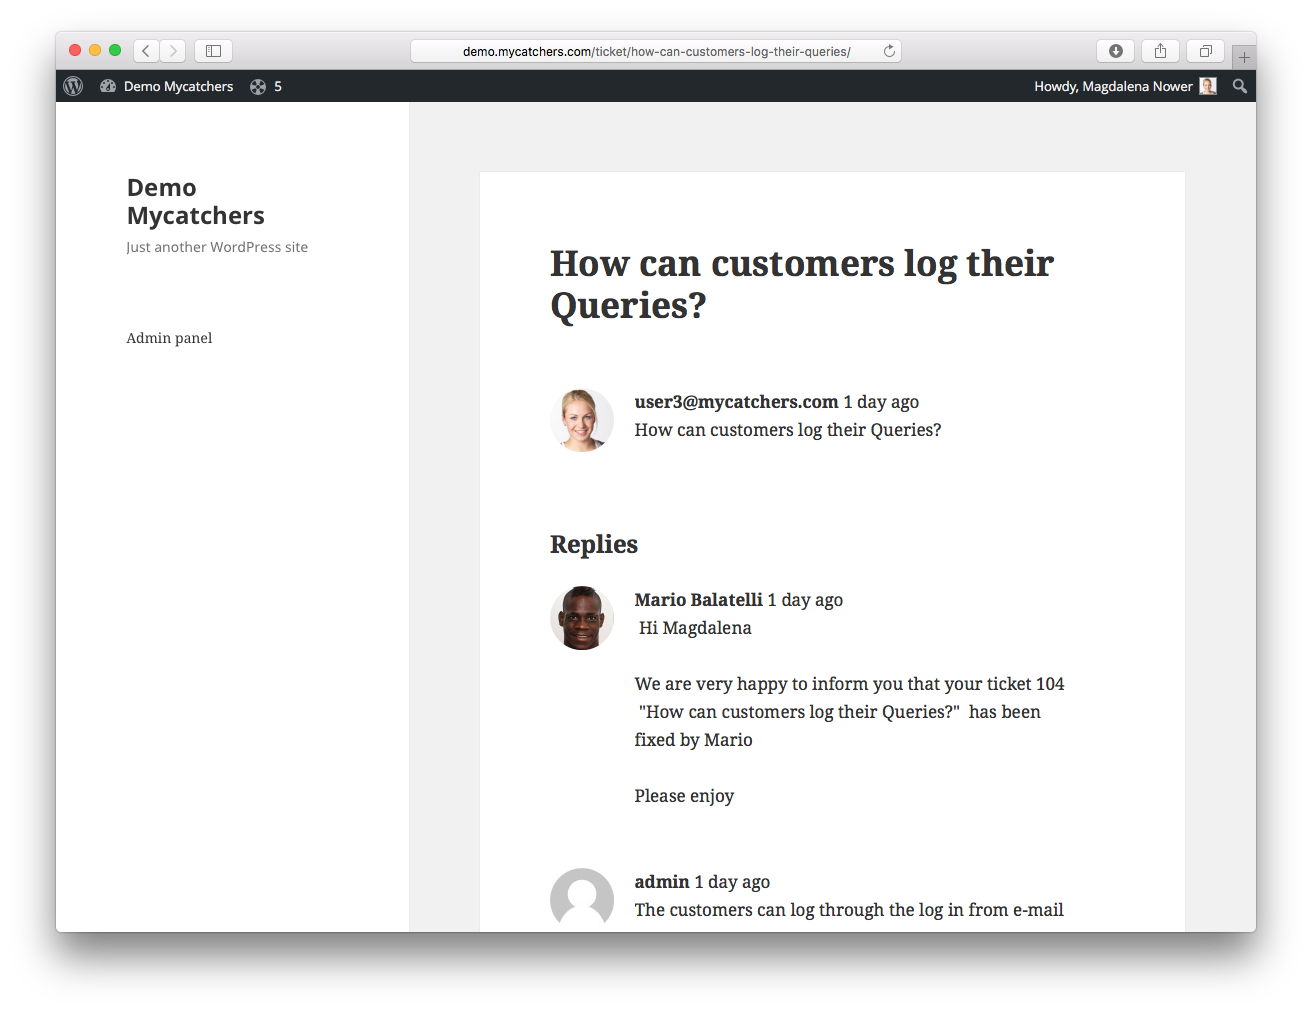 demo.mycatchers.com/ticket/how-can-customers-log-their-queries/
Demo Mycatchers 5 Howdy, Magdalena Nower
Demo
Mycatchers
Just another WordPress site
Admin panel
How can customers log their
Queries?
user3@mycatchers.com 1 day ago
How can customers log their Queries?
Replies
Mario Balatelli 1 day ago
Hi Magdalena
We are very happy to inform you that your ticket 104
"How can customers log their Queries?" has been
fixed by Mario
Please enjoy
admin 1 day ago
The customers can log through the log in from e-mail